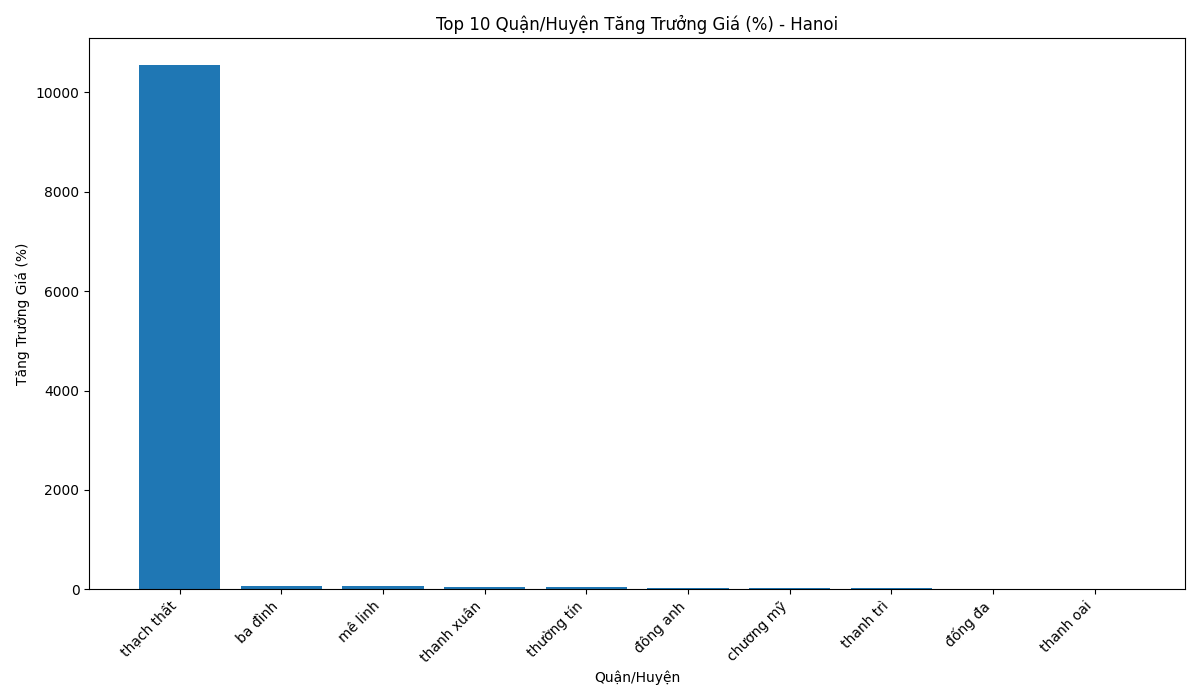 Top 10 Quận/Huyện Tăng Trưởng Giá (%) - Hanoi
Tăng Trưởng Giá (%)
10000
8000
6000
4000
2000
0
thạch thất
ba đình
mê linh
thanh xuân
thường tín
đông anh
chương mỹ
thanh trì
đống đa
thanh oai
Quận/Huyện